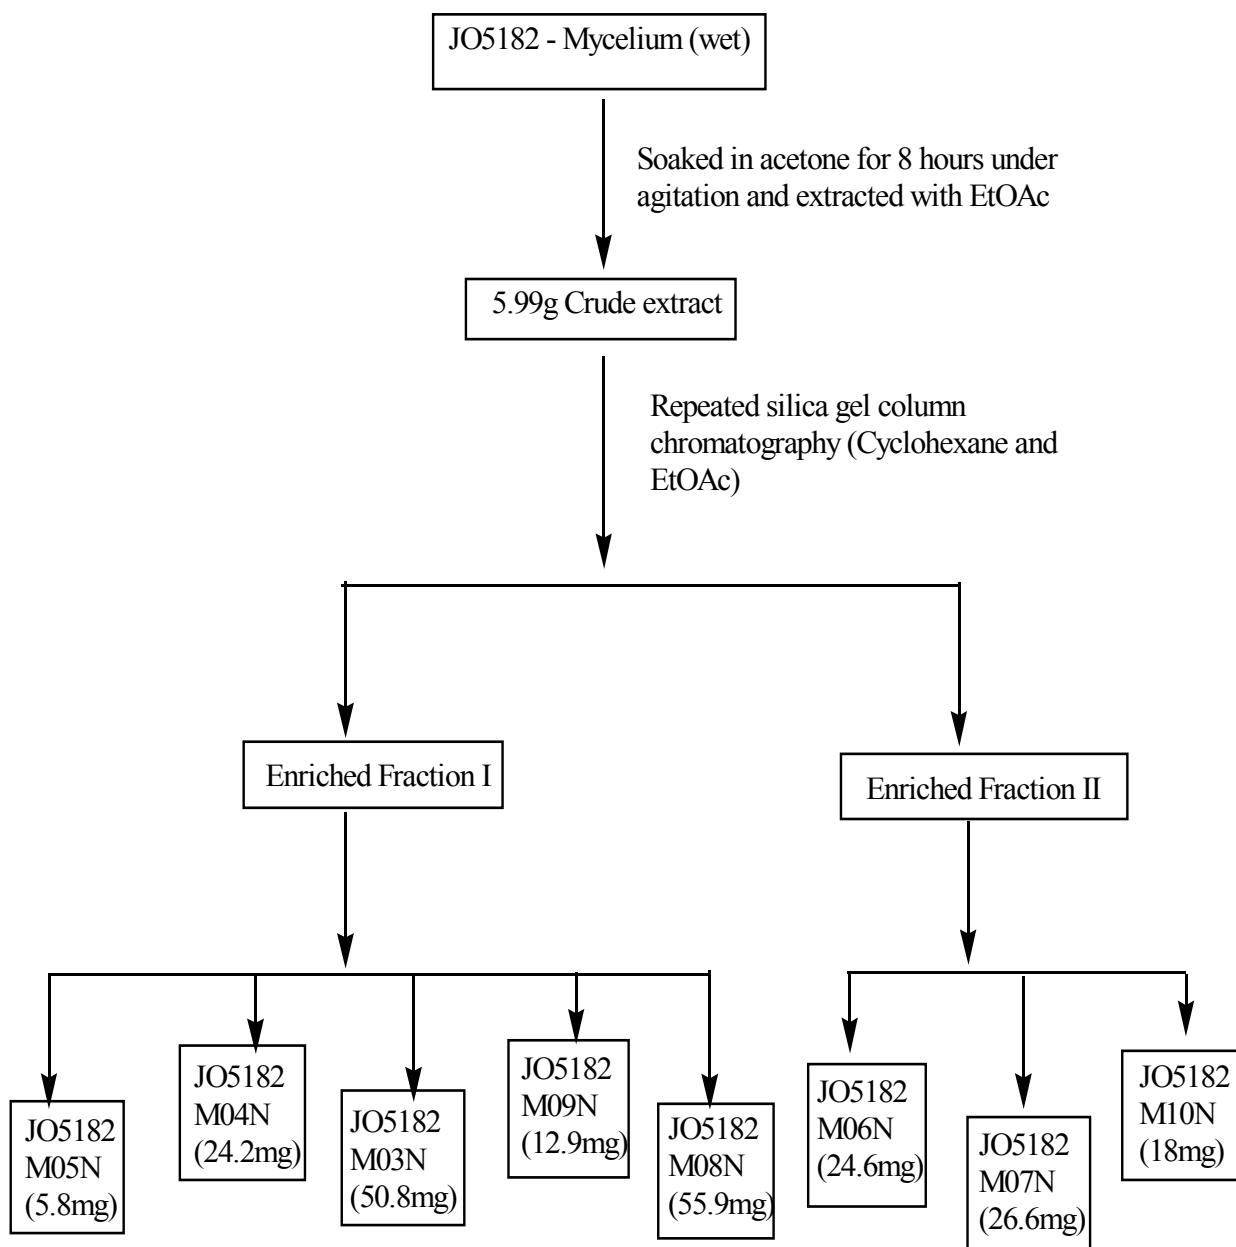 JO5182 - Mycelium (wet)
Soaked in acetone for 8 hours under
agitation and extracted with EtOAc
5.99g Crude extract
Repeated silica gel column
chromatography (Cyclohexane and
EtOAc)
Enriched Fraction I
Enriched Fraction II
JO5182
M05N
(5.8mg)
JO5182
M04N
(24.2mg)
JO5182
M03N
(50.8mg)
JO5182
M09N
(12.9mg)
JO5182
M08N
(55.9mg)
JO5182
M06N
(24.6mg)
JO5182
M07N
(26.6mg)
JO5182
M10N
(18mg)